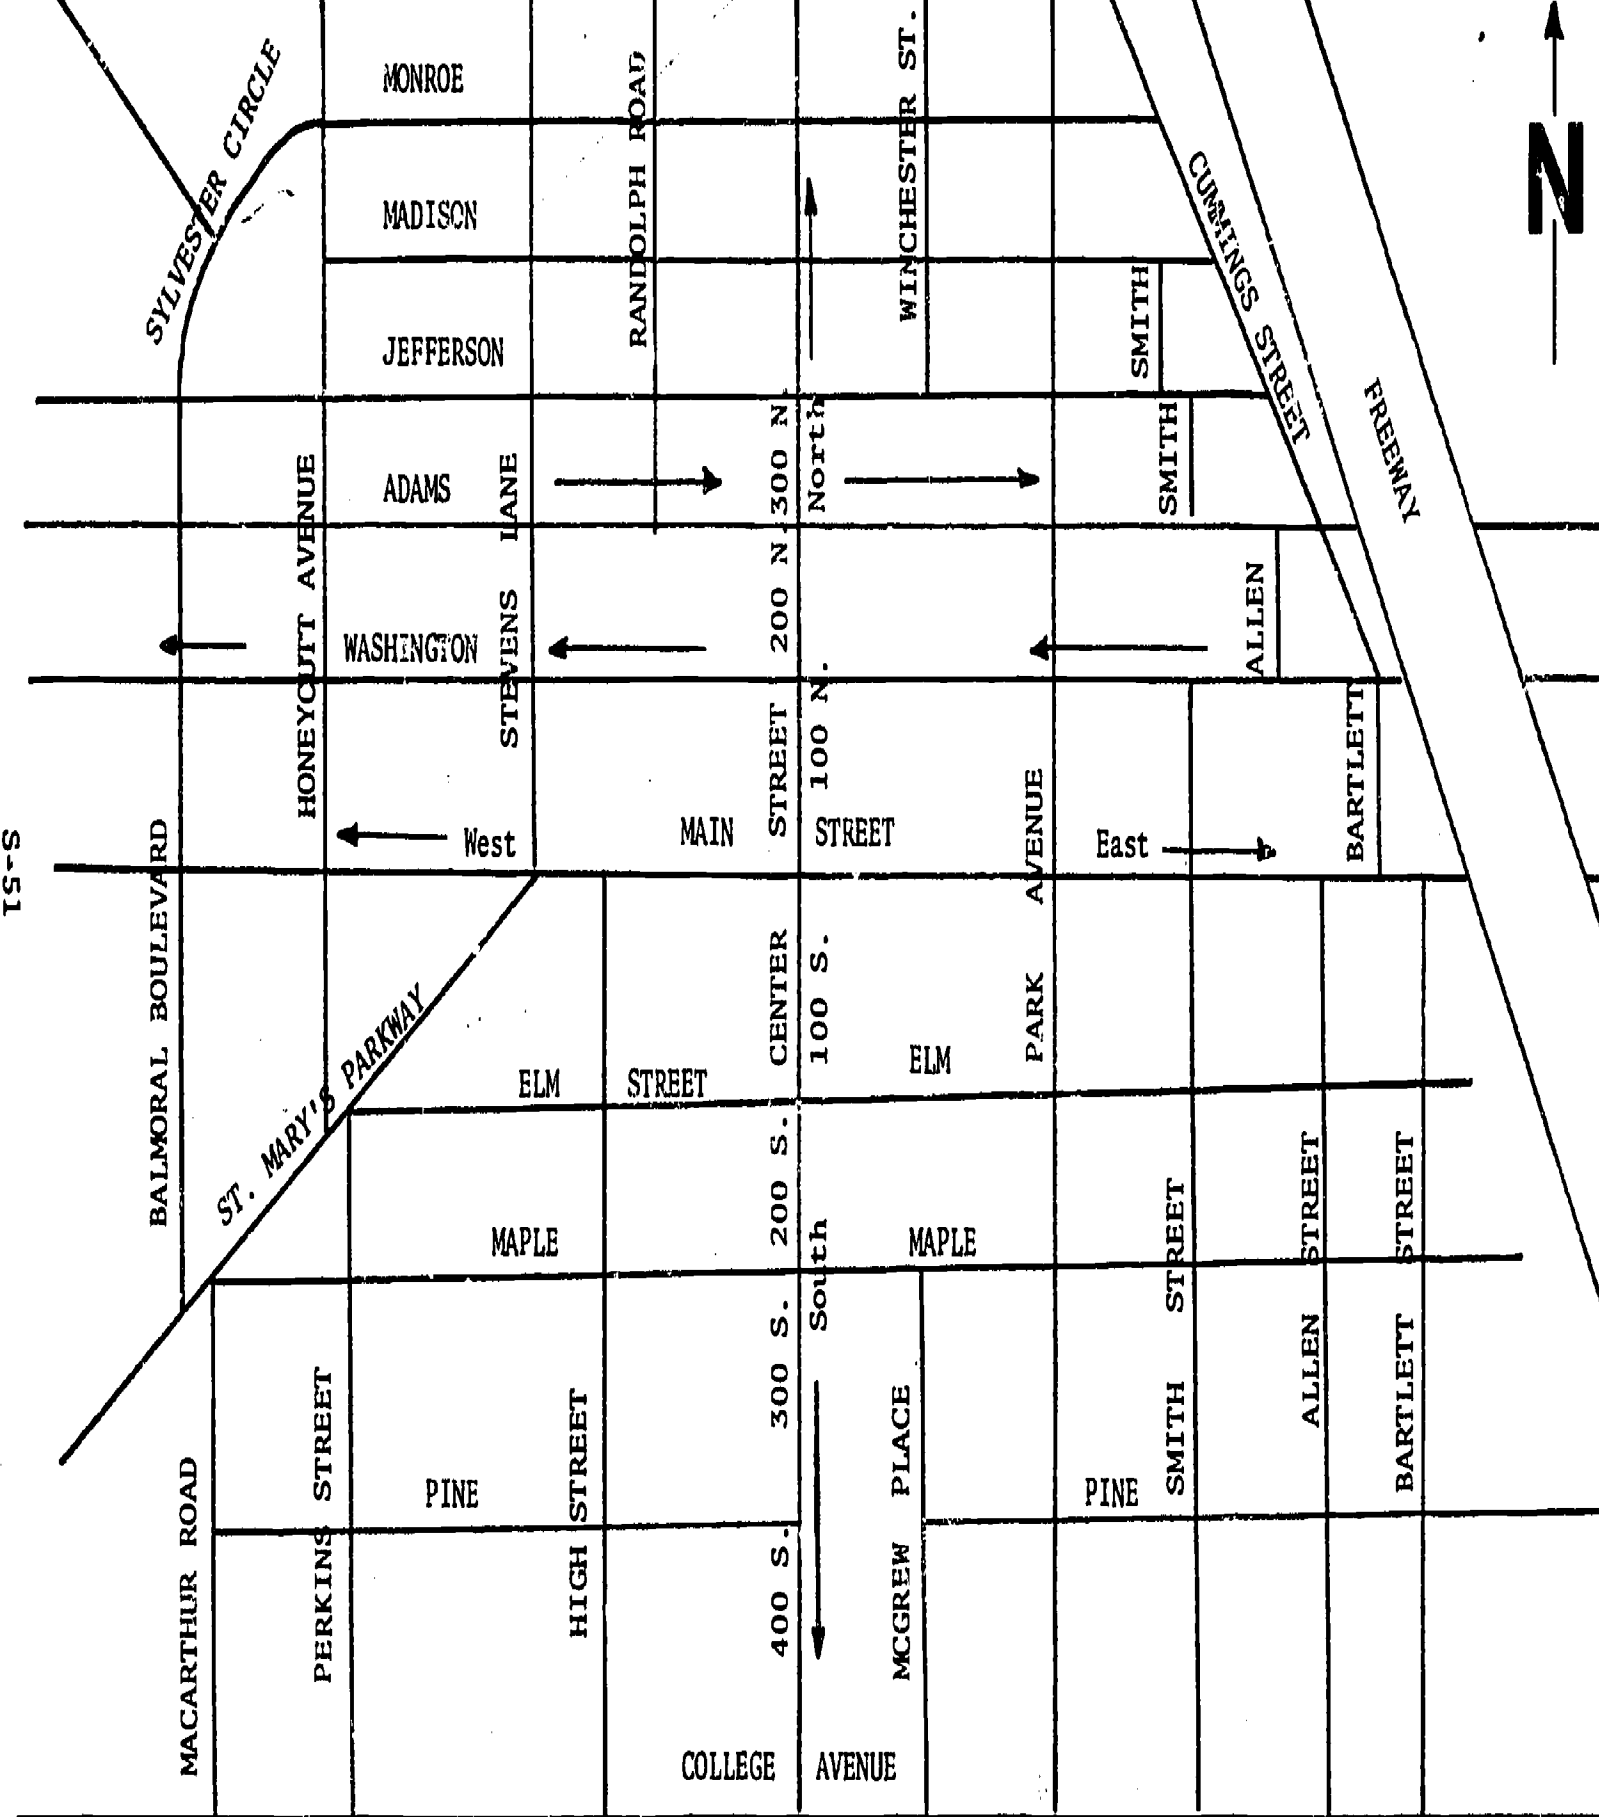 MONROE
SYLVESTER CIRCLE
RANDOLPH ROAD
WINCHESTER ST.
N
MADISON
CUMMINGS STREET
SMITH
JEFFERSON
FREEWAY
300 N.
North
SMITH
ADAMS
HONEYCUTT AVENUE
STEVENS LANE
200 N.
ALLEN
WASHINGTON
100 N.
BARTLETT
CENTER STREET
West
MAIN STREET
East
S-51
BALMORAL BOULEVARD
PARK AVENUE
100 S.
ST. MARY'S PARKWAY
ELM STREET
ELM
200 S.
MAPLE
MAPLE
South
SMITH STREET
ALLEN STREET
BARTLETT STREET
300 S.
MACARTHUR ROAD
PERKINS STREET
HIGH STREET
MCGREW PLACE
PINE
PINE
400 S.
COLLEGE AVENUE